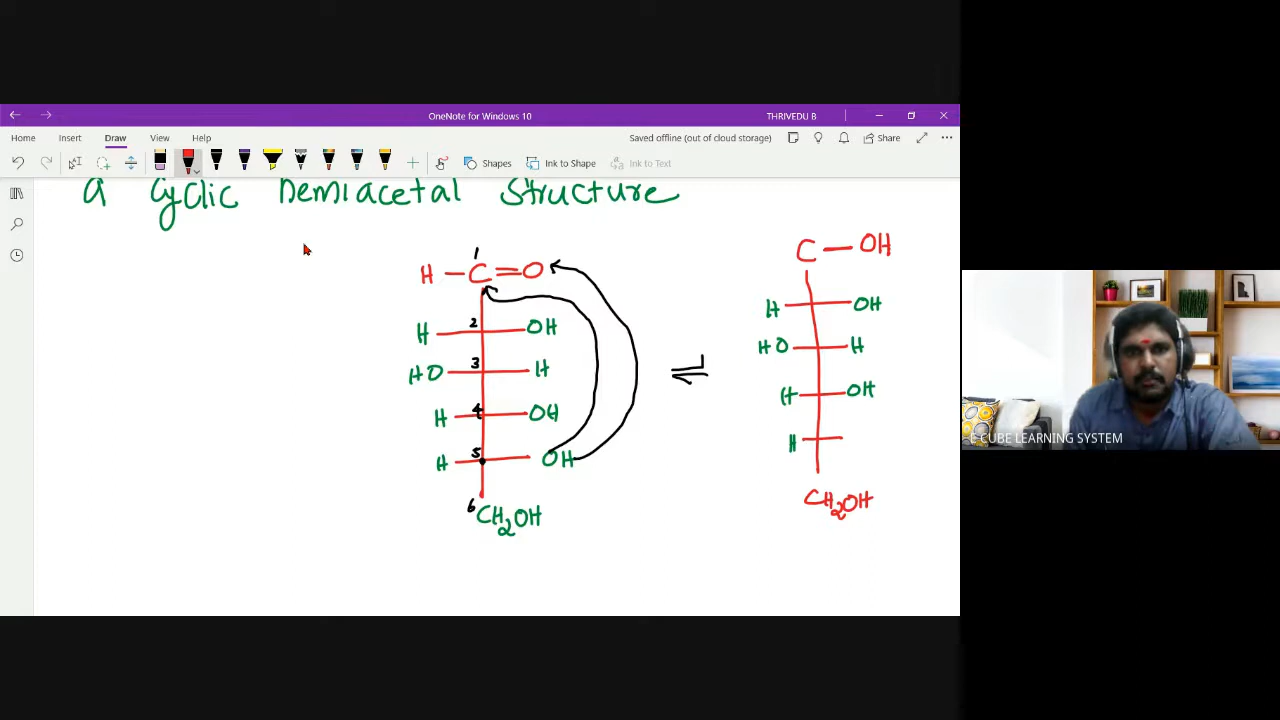 OneNote for Windows 10
THRIVEDU B
Home Insert Draw View Help
Saved offline (out of cloud storage)
Share
Shapes
Ink to Shape
Ink to Text
a Cyclic Hemiacetal Structure
1
H-C=O
2
H OH
3
HO H
4
H OH
5
H OH
6
CH2OH
⇌
C-OH
H OH
HO H
H OH
H
CH2OH
E CUBE LEARNING SYSTEM